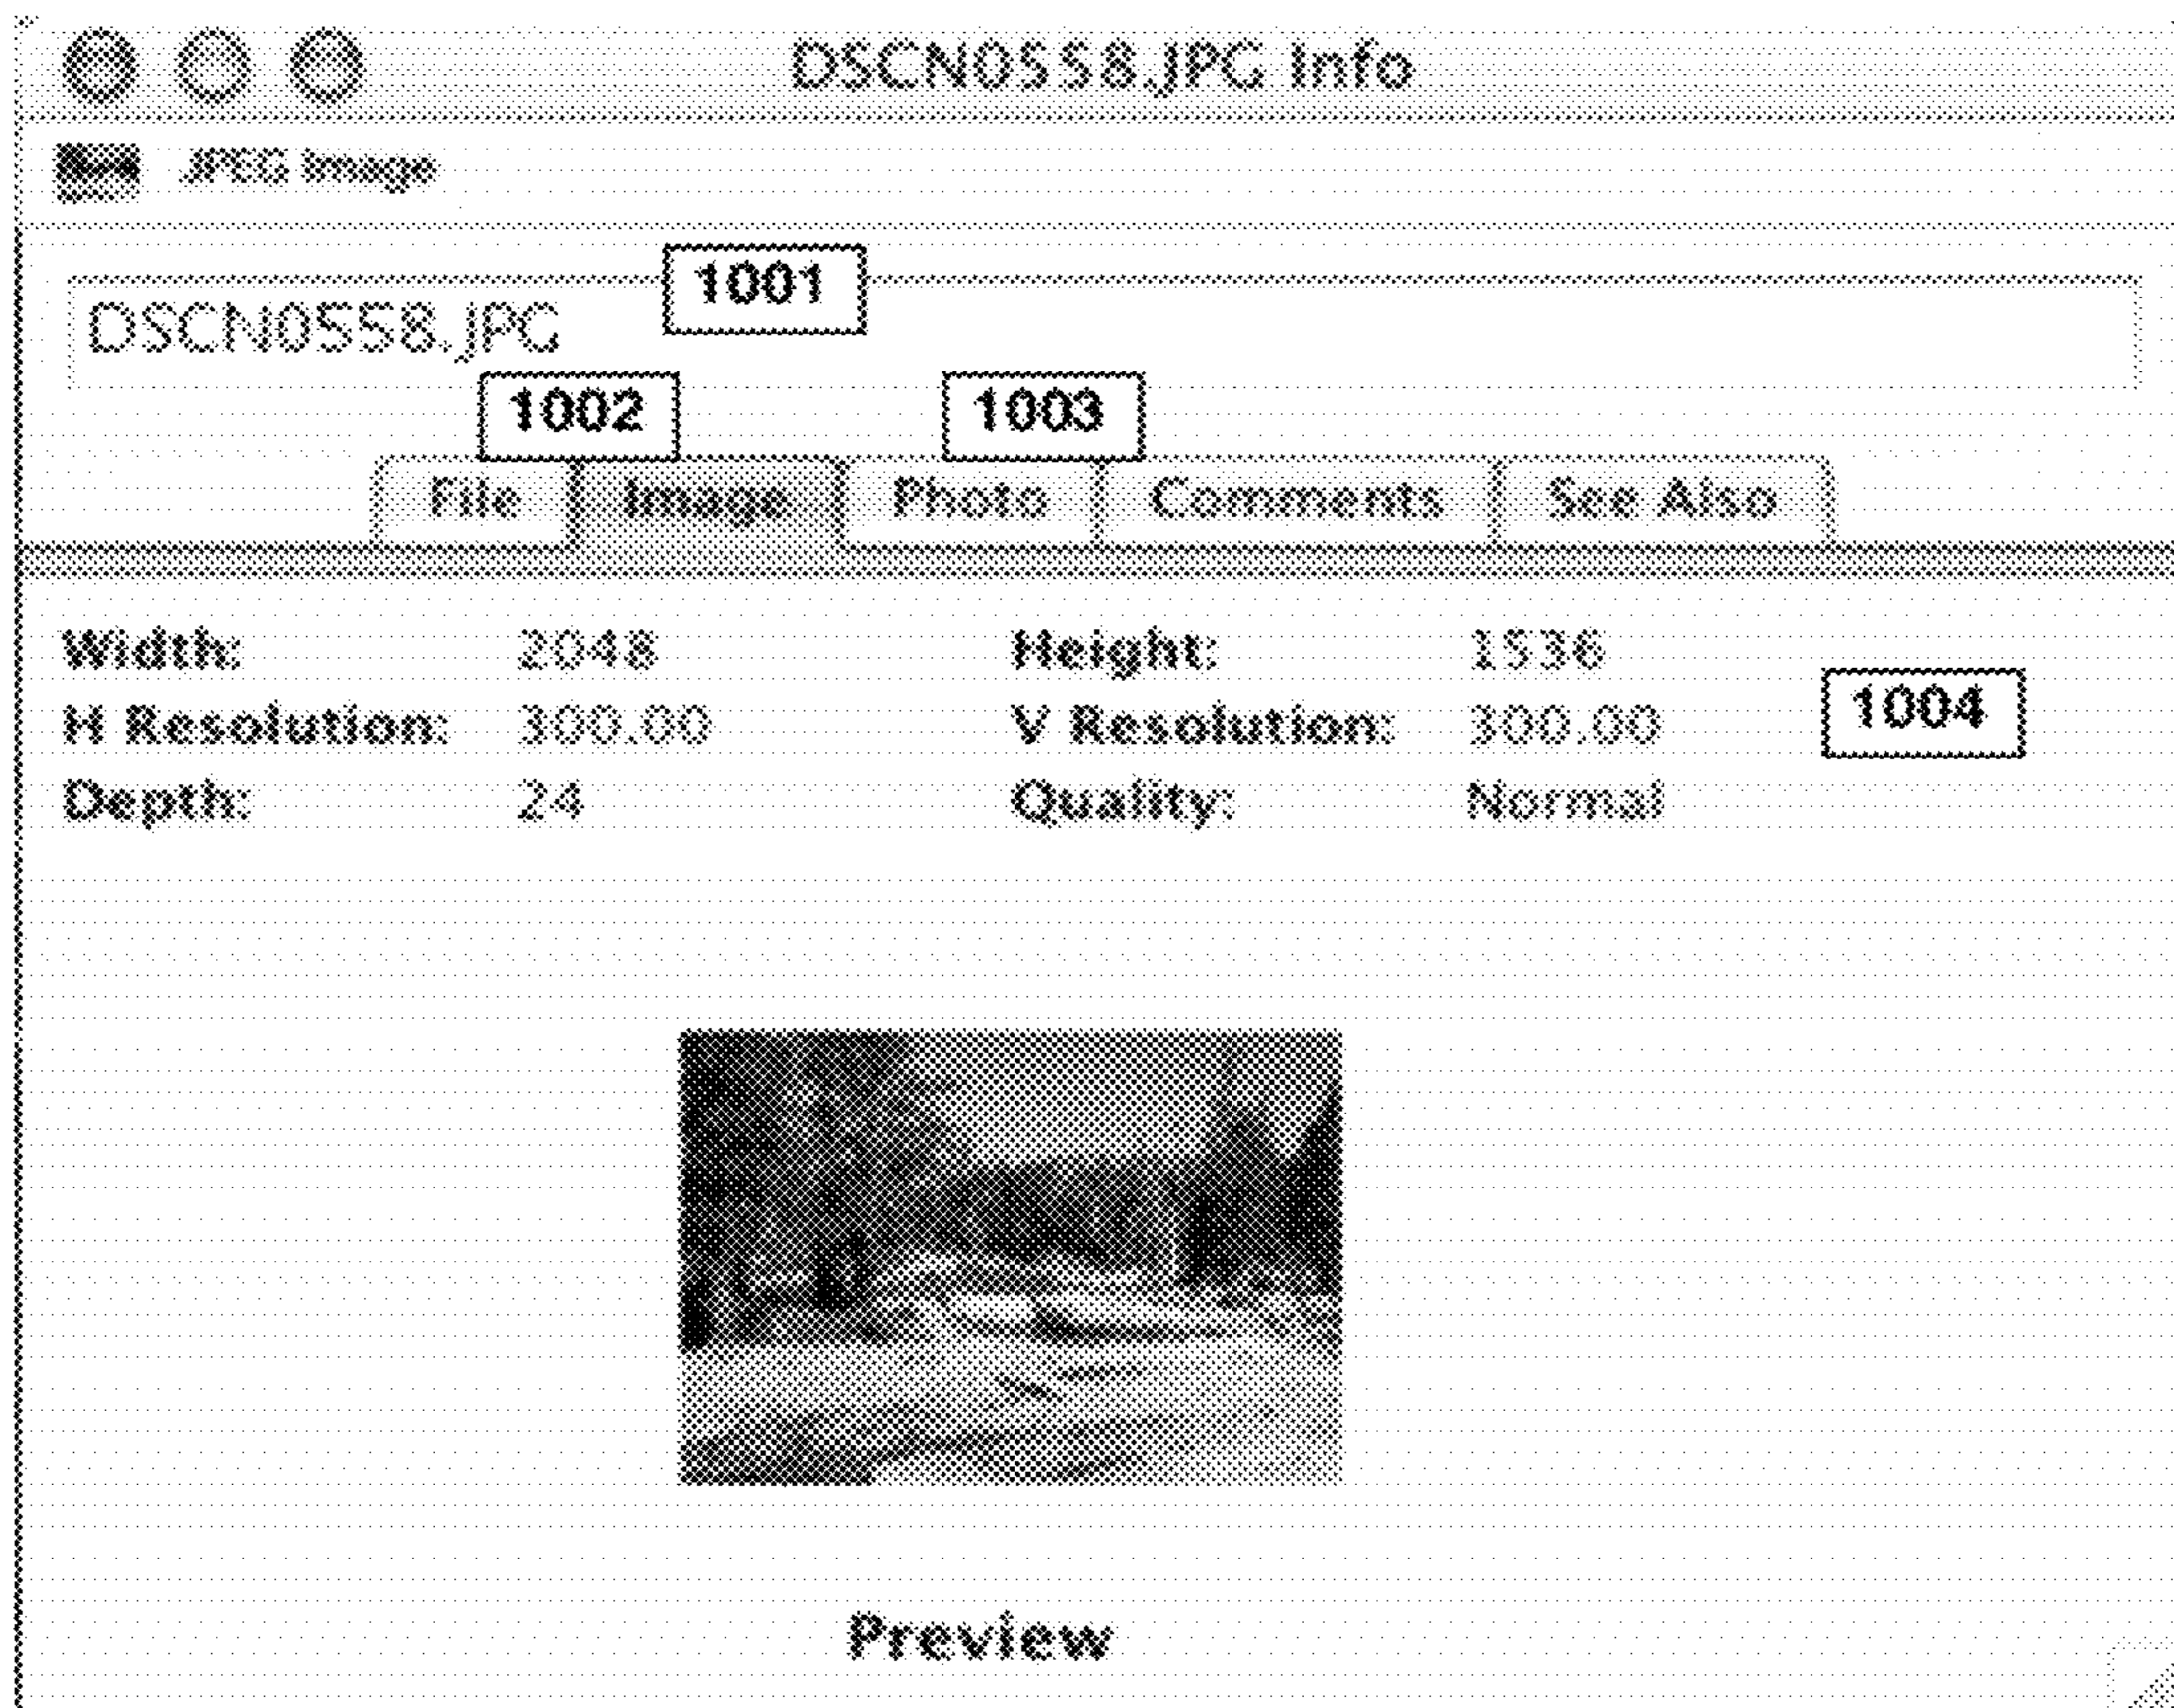 DSCN0558.JPG Info
JPEG Image
1001
DSCN0558.JPG
1002 1003
File Image Photo Comments See Also
Width: 2048 Height: 1536
1004
H Resolution: 300.00 V Resolution: 300.00
Depth: 24 Quality: Normal
Preview